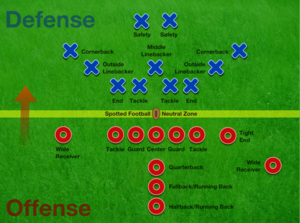 Defense
Safety Safety
Cornerback Middle Linebacker Cornerback
Outside Linebacker Outside Linebacker
End Tackle Tackle End
Spotted Football Neutral Zone
Wide Receiver Tackle Guard Center Guard Tackle Tight End
Wide Receiver
Quarterback
Fullback/Running Back
Offense Halfback/Running Back